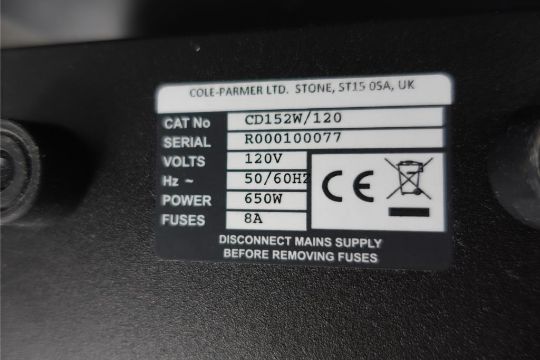 COLE-PARMER LTD. STONE, ST15 0SA, UK
CAT No CD152W/120
SERIAL R000100077
VOLTS 120V
Hz ~ 50/60HZ
POWER 650W
FUSES 8A
CE
DISCONNECT MAINS SUPPLY
BEFORE REMOVING FUSES